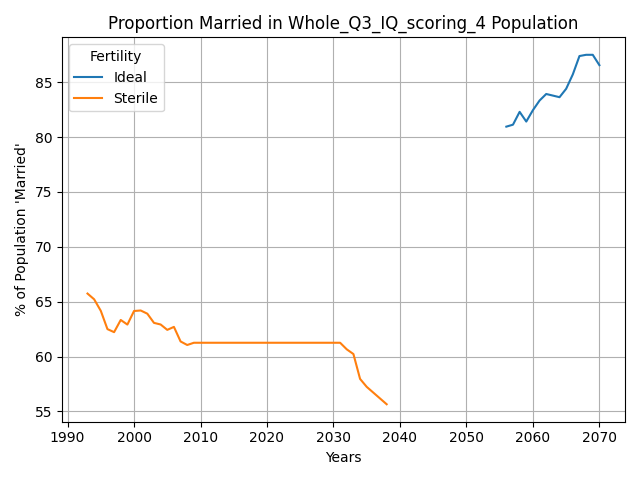 Proportion Married in Whole_Q3_IQ_scoring_4 Population
Fertility
Ideal
Sterile
% of Population 'Married'
85
80
75
70
65
60
55
1990 2000 2010 2020 2030 2040 2050 2060 2070
Years